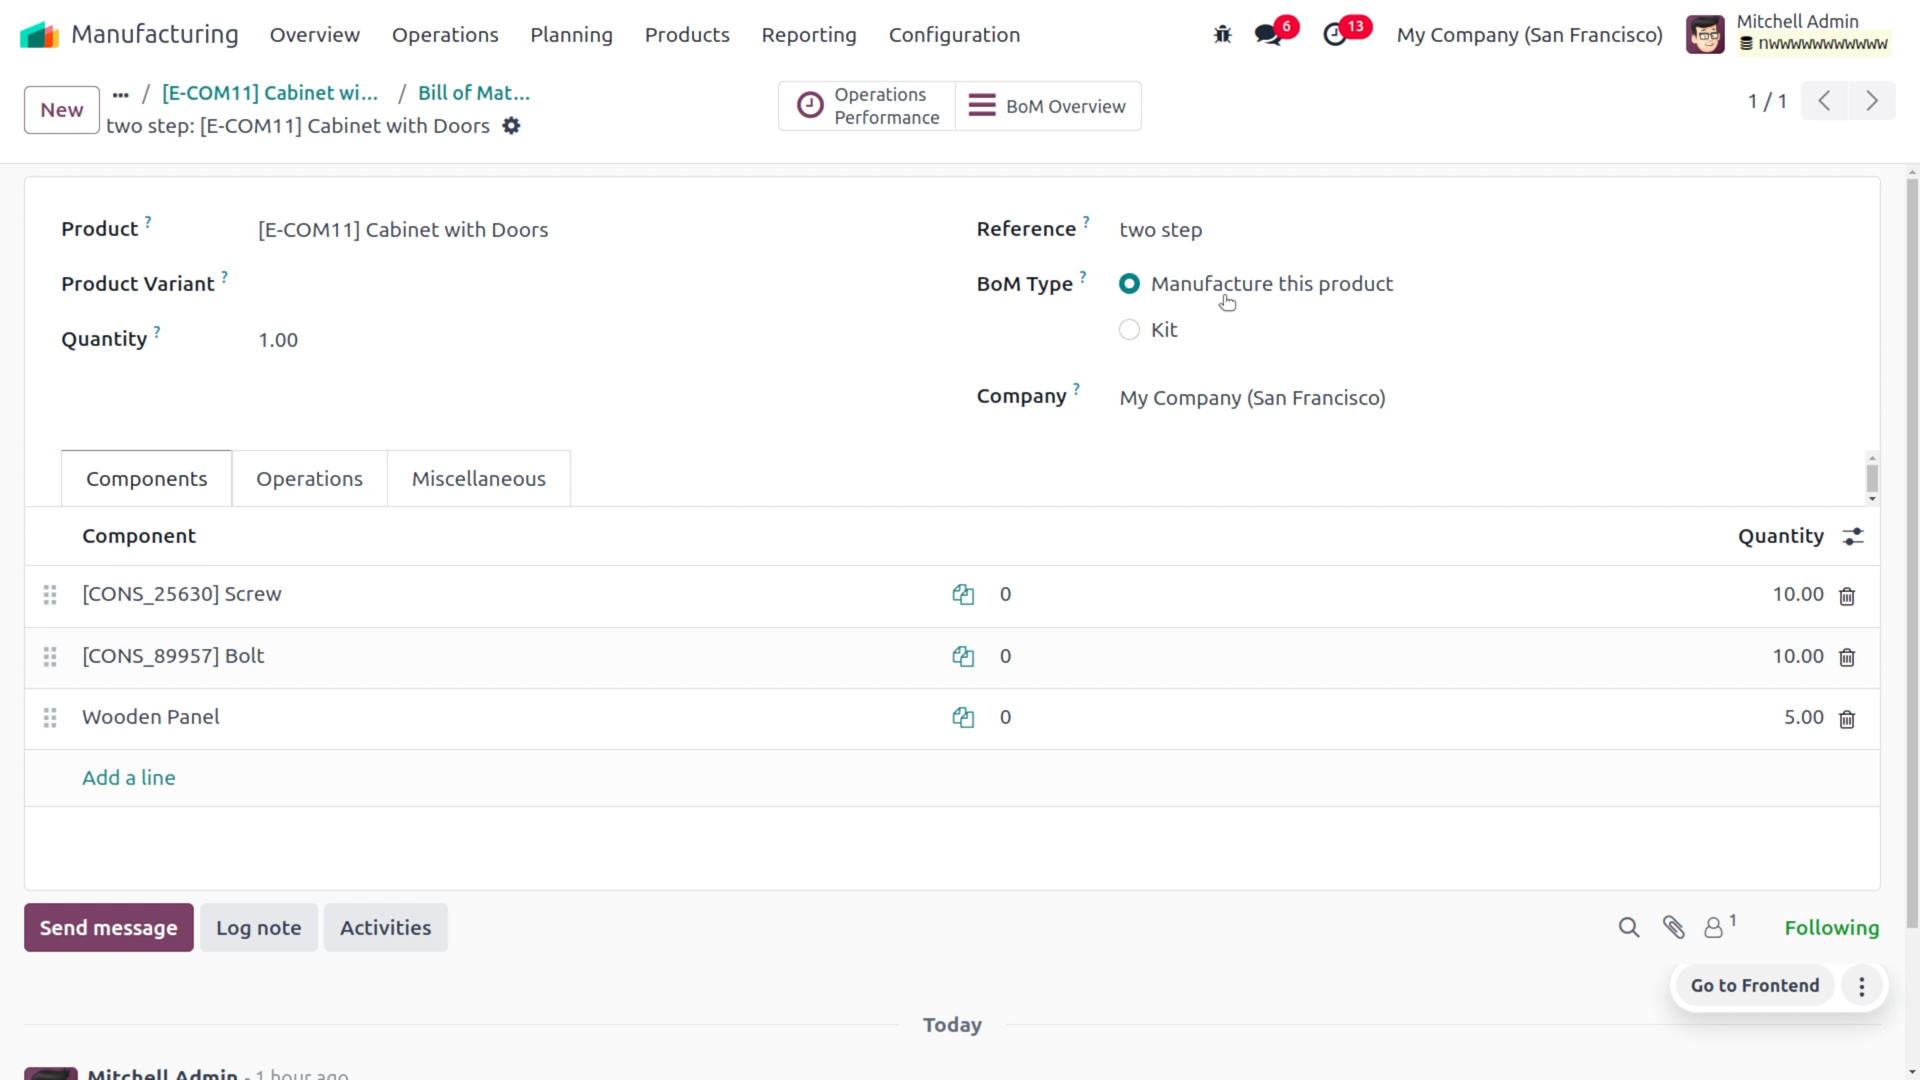 Manufacturing Overview Operations Planning Products Reporting Configuration 6 13 My Company (San Francisco) Mitchell Admin
nwwwwwwwwww
New ... / [E-COM11] Cabinet wi... / Bill of Mat...
two step: [E-COM11] Cabinet with Doors
Operations
Performance
BoM Overview
1 / 1
Product ? [E-COM11] Cabinet with Doors
Reference ? two step
Product Variant ?
BoM Type ? Manufacture this product
Quantity ? 1.00
Kit
Company ? My Company (San Francisco)
Components Operations Miscellaneous
Component Quantity
[CONS_25630] Screw 0 10.00
[CONS_89957] Bolt 0 10.00
Wooden Panel 0 5.00
Add a line
Send message Log note Activities 1 Following
Go to Frontend
Today
Mitchell Admin - 1 hour ago